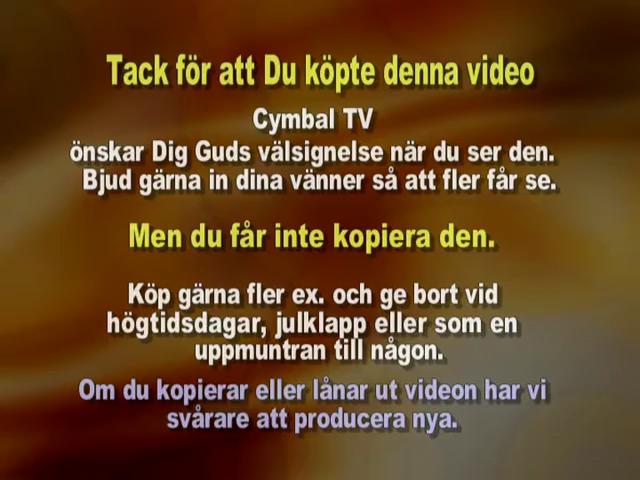 Tack för att Du köpte denna video
Cymbal TV
önskar Dig Guds välsignelse när du ser den.
Bjud gärna in dina vänner så att fler får se.
Men du får inte kopiera den.
Köp gärna fler ex. och ge bort vid
högtidsdagar, julklapp eller som en
uppmuntran till någon.
Om du kopierar eller lånar ut videon har vi
svårare att producera nya.